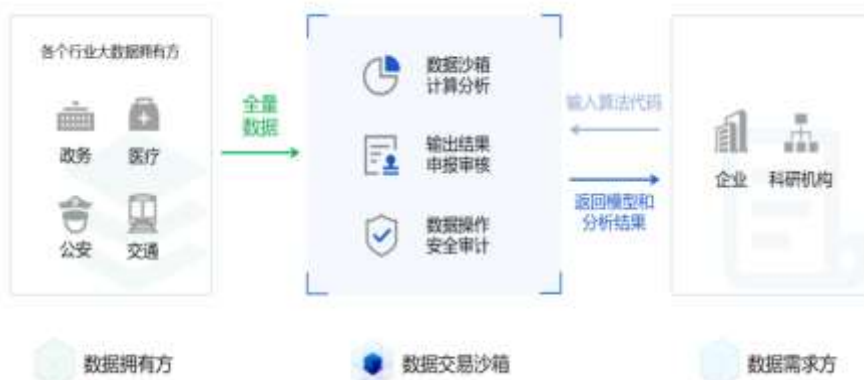 各个行业大数据拥有方
政务
医疗
公安
交通
全量
数据
数据沙箱
计算分析
输出结果
申报审核
数据操作
安全审计
输入算法代码
返回模型和
分析结果
企业
科研机构
数据拥有方
数据交易沙箱
数据需求方